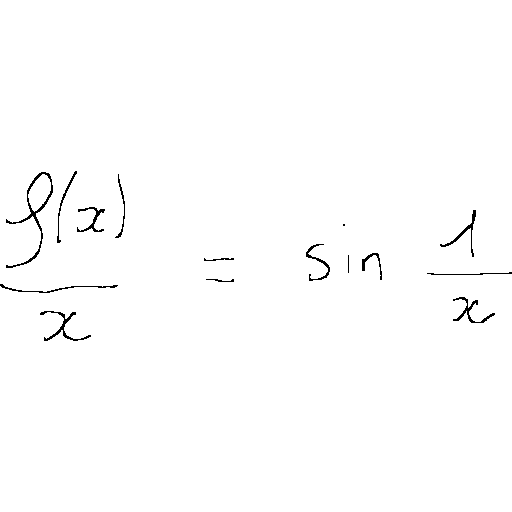 f(x)/x = sin 1/x